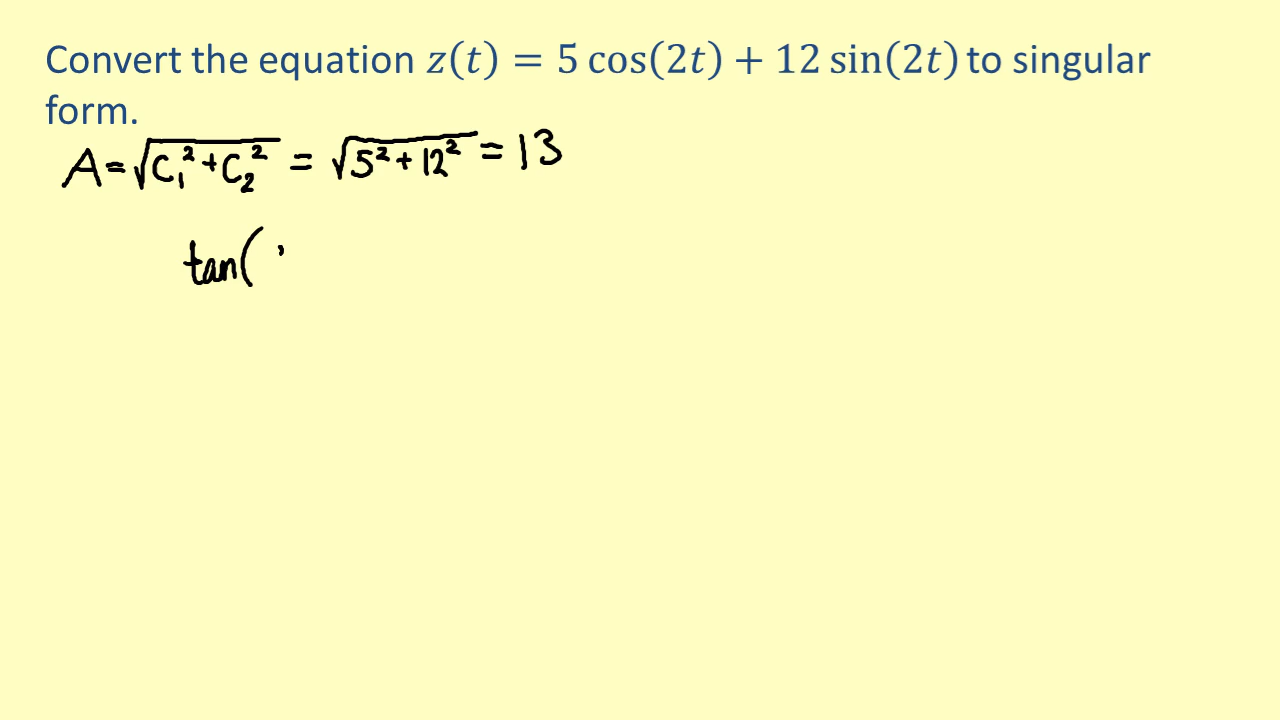 Convert the equation z(t) = 5 cos(2t) + 12 sin(2t) to singular
form.
A = √(C₁² + C₂²) = √(5² + 12²) = 13
tan(